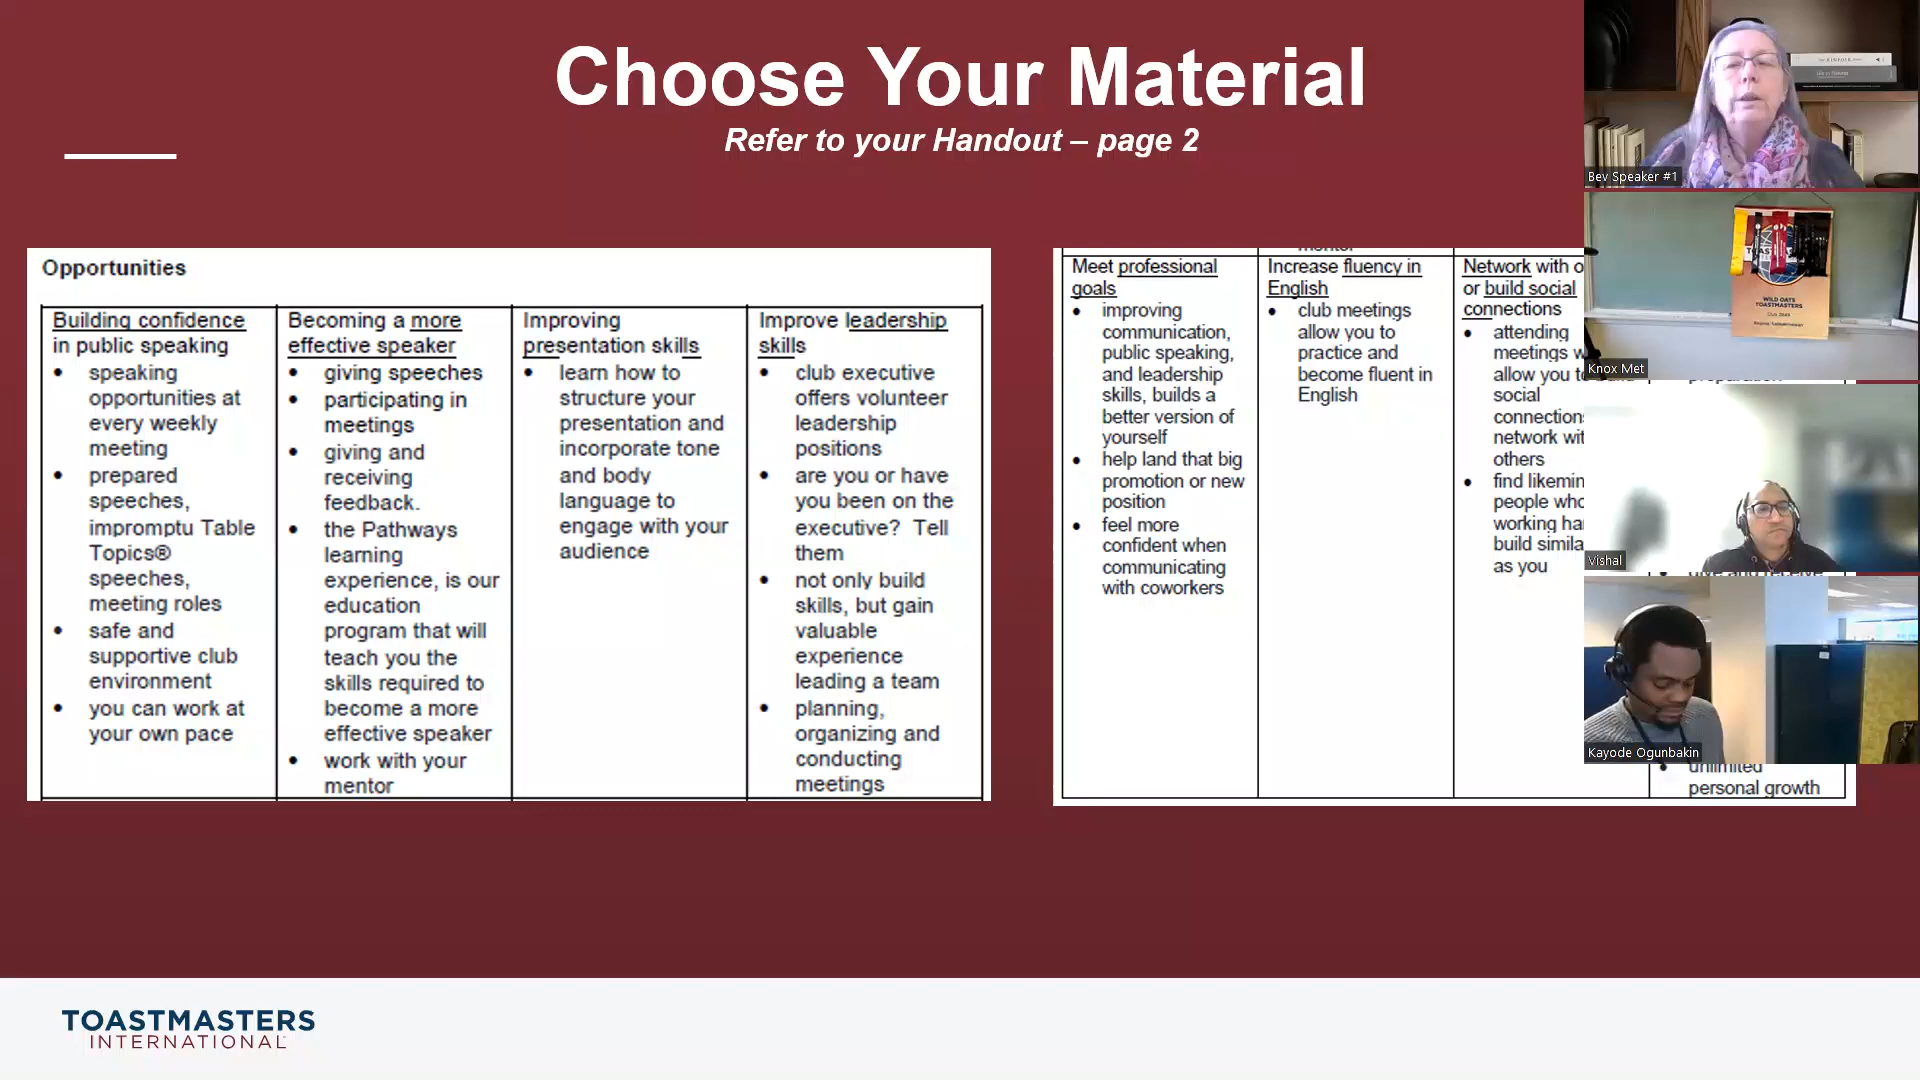 Choose Your Material
Refer to your Handout – page 2
Opportunities
Building confidence
in public speaking
speaking
opportunities at
every weekly
meeting
prepared
speeches,
impromptu Table
Topics®
speeches,
meeting roles
safe and
supportive club
environment
you can work at
your own pace
Becoming a more
effective speaker
giving speeches
participating in
meetings
giving and
receiving
feedback.
the Pathways
learning
experience, is our
education
program that will
teach you the
skills required to
become a more
effective speaker
work with your
mentor
Improving
presentation skills
learn how to
structure your
presentation and
incorporate tone
and body
language to
engage with your
audience
Improve leadership
skills
club executive
offers volunteer
leadership
positions
are you or have
you been on the
executive? Tell
them
not only build
skills, but gain
valuable
experience
leading a team
planning,
organizing and
conducting
meetings
Meet professional
goals
improving
communication,
public speaking,
and leadership
skills, builds a
better version of
yourself
help land that big
promotion or new
position
feel more
confident when
communicating
with coworkers
Increase fluency in
English
club meetings
allow you to
practice and
become fluent in
English
Network with
or build social
connections
attending
meetings
allow you
social
network
others
find
people
working
build
as you
unlimited
personal growth
Bev Speaker #1
WILD OATS
TOASTMASTERS
Knox Met
Vishal
Kayode Ogunbakin
TOASTMASTERS
INTERNATIONAL